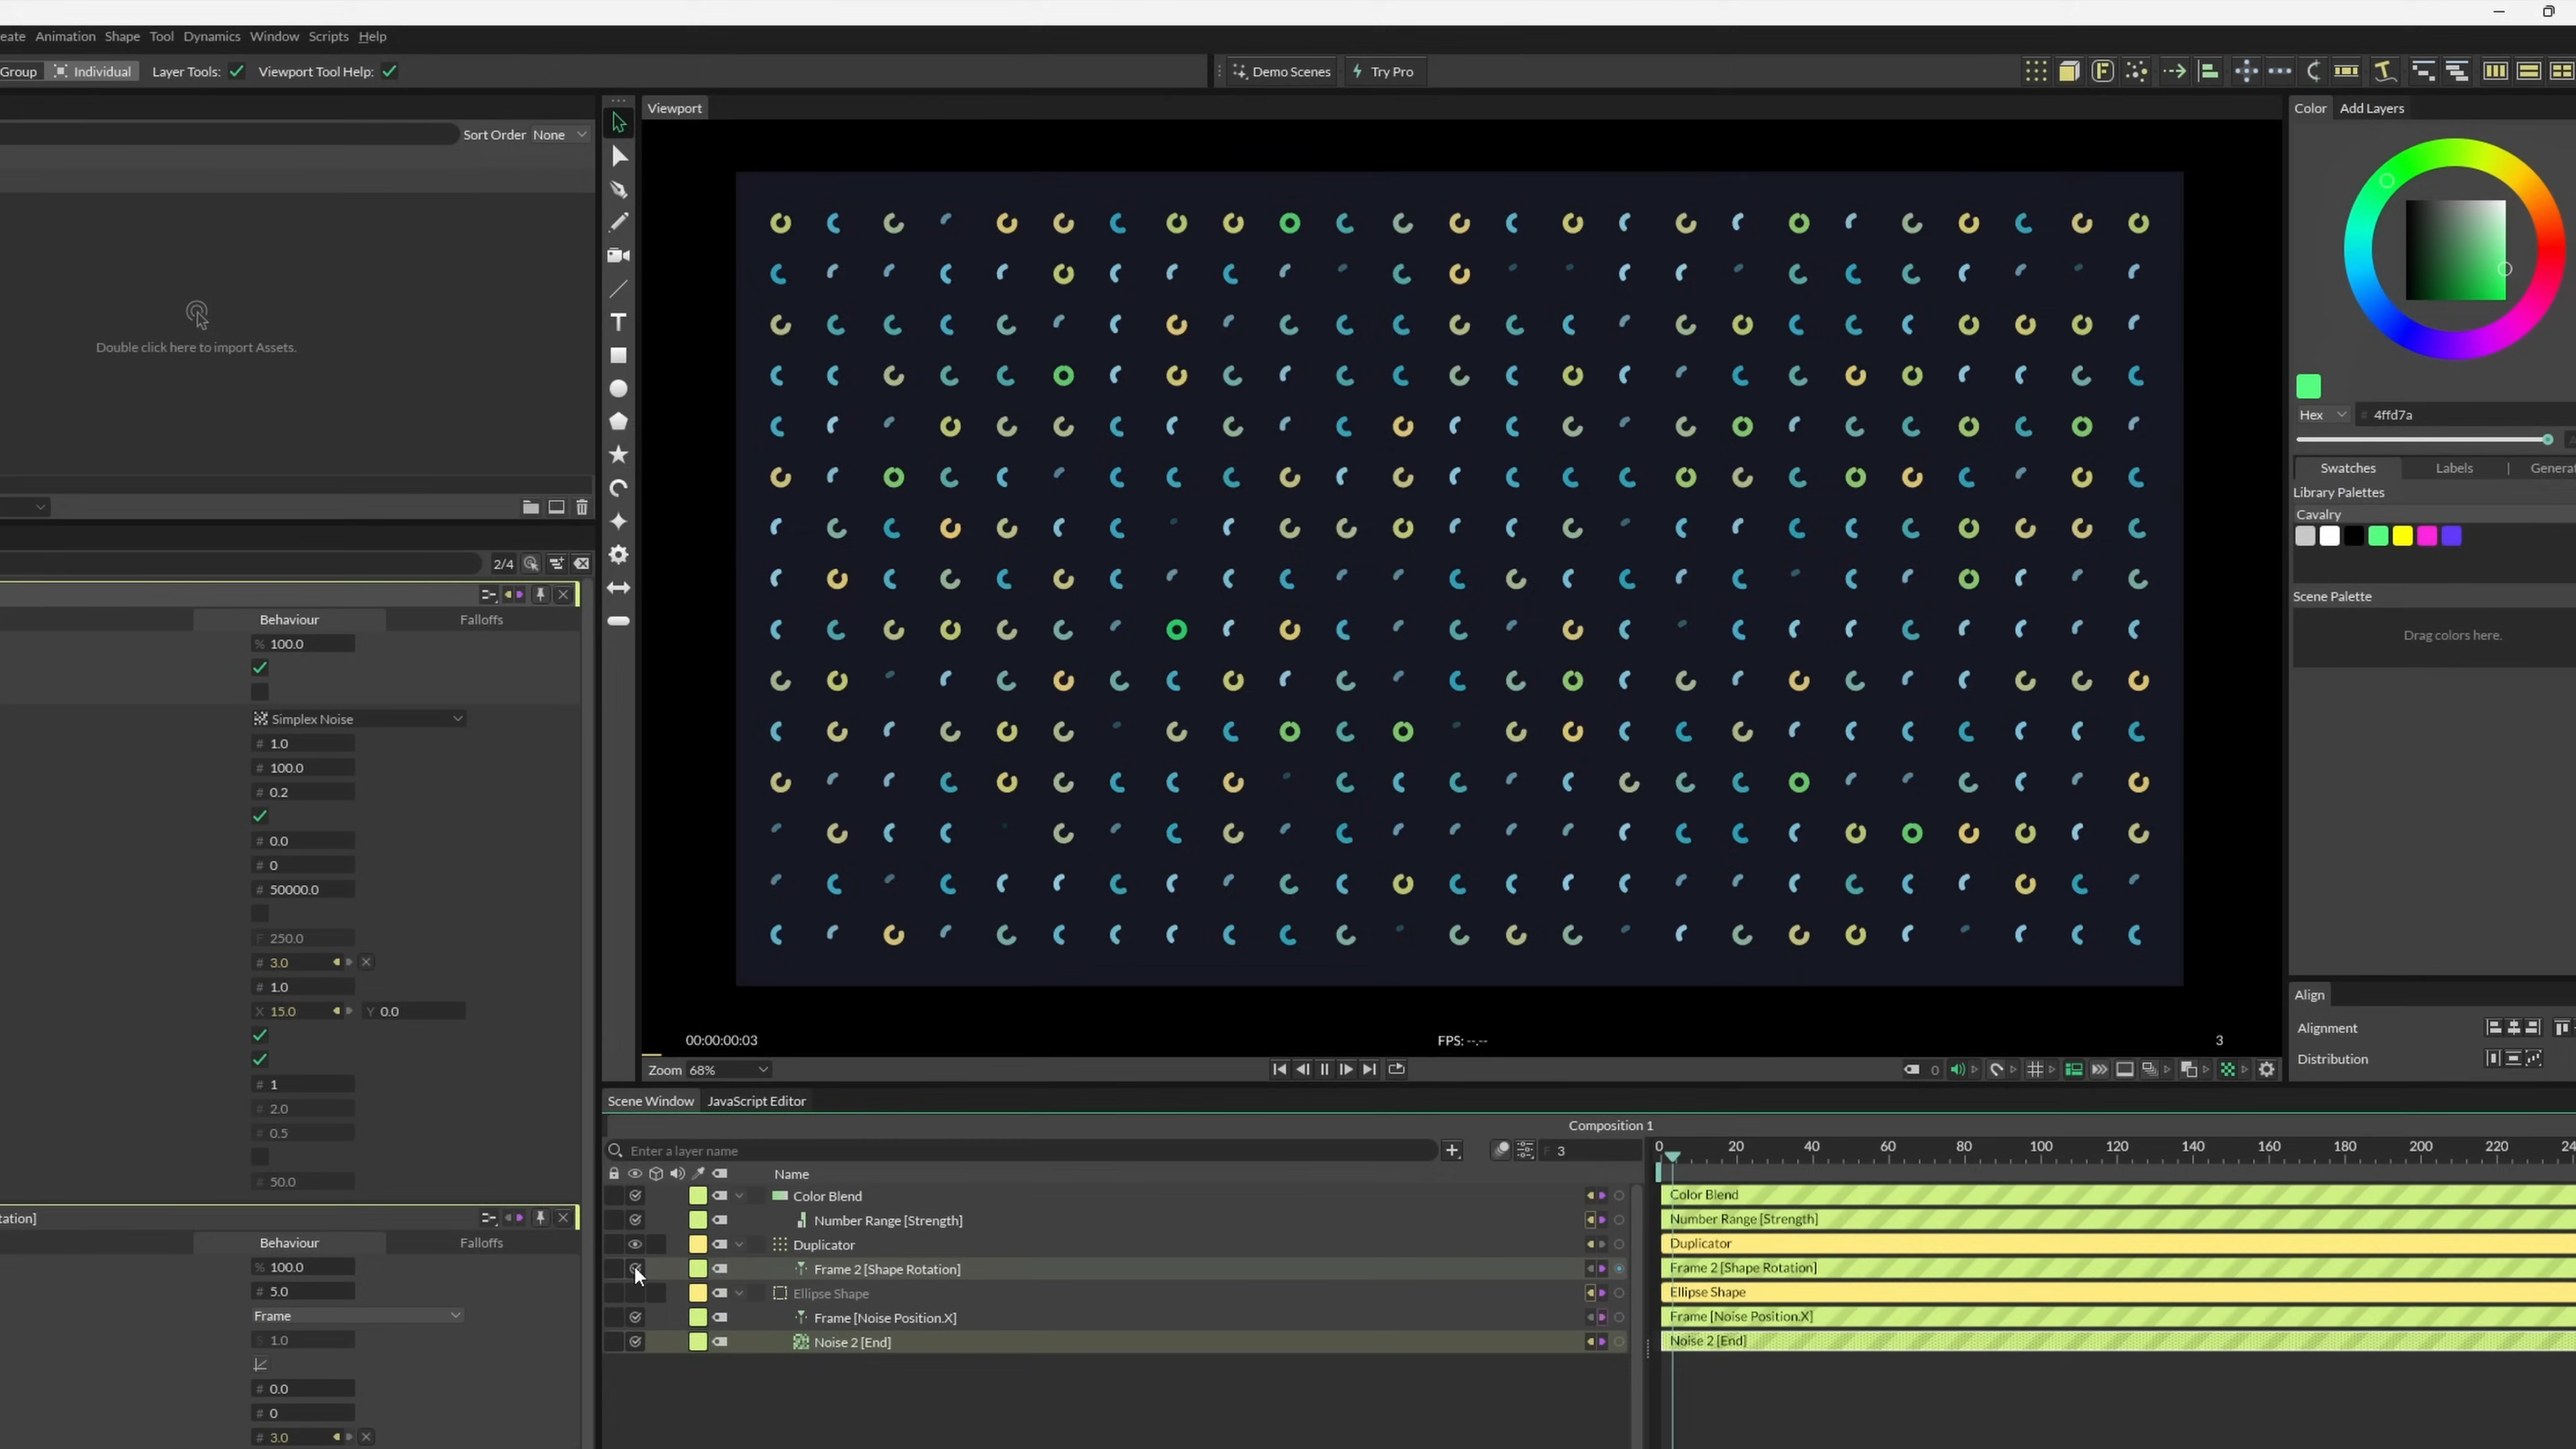 eate Animation Shape Tool Dynamics Window Scripts Help
Group Individual Layer Tools: Viewport Tool Help: Demo Scenes Try Pro
Viewport
Color Add Layers
Sort Order None
Double click here to import Assets.
Hex # 4ffd7a
Swatches Labels | Generat
Library Palettes
Cavalry
Scene Palette
Drag colors here.
2/4
Behaviour Falloffs
% 100.0
Simplex Noise
# 1.0
# 100.0
# 0.2
# 0.0
# 0
# 50000.0
F 250.0
# 3.0
# 1.0
X 15.0 Y 0.0
# 1
# 2.0
# 0.5
# 50.0
tation]
Behaviour Falloffs
% 100.0
# 5.0
Frame
S 1.0
# 0.0
# 0
# 3.0
00:00:00:03 FPS: --.-- 3
Zoom 68% 0
Align
Alignment
Distribution
Scene Window JavaScript Editor
Composition 1
Enter a layer name F 3
0 20 40 60 80 100 120 140 160 180 200 220 24
Name
Color Blend Color Blend
Number Range [Strength] Number Range [Strength]
Duplicator Duplicator
Frame 2 [Shape Rotation] Frame 2 [Shape Rotation]
Ellipse Shape Ellipse Shape
Frame [Noise Position.X] Frame [Noise Position.X]
Noise 2 [End] Noise 2 [End]